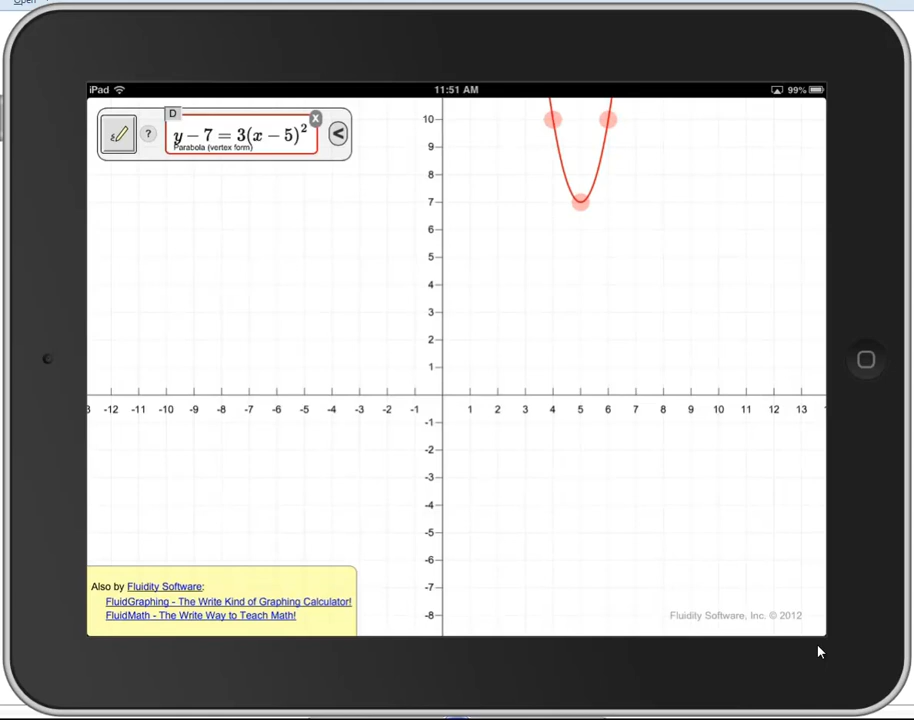 Open
iPad 11:51 AM 99%
D X
? y − 7 = 3(x − 5)² <
Parabola (vertex form)
10
9
8
7
6
5
4
3
2
1
-12 -11 -10 -9 -8 -7 -6 -5 -4 -3 -2 -1 1 2 3 4 5 6 7 8 9 10 11 12 13
-1
-2
-3
-4
-5
-6
-7
-8
Also by Fluidity Software:
FluidGraphing - The Write Kind of Graphing Calculator!
FluidMath - The Write Way to Teach Math!
Fluidity Software, Inc. © 2012